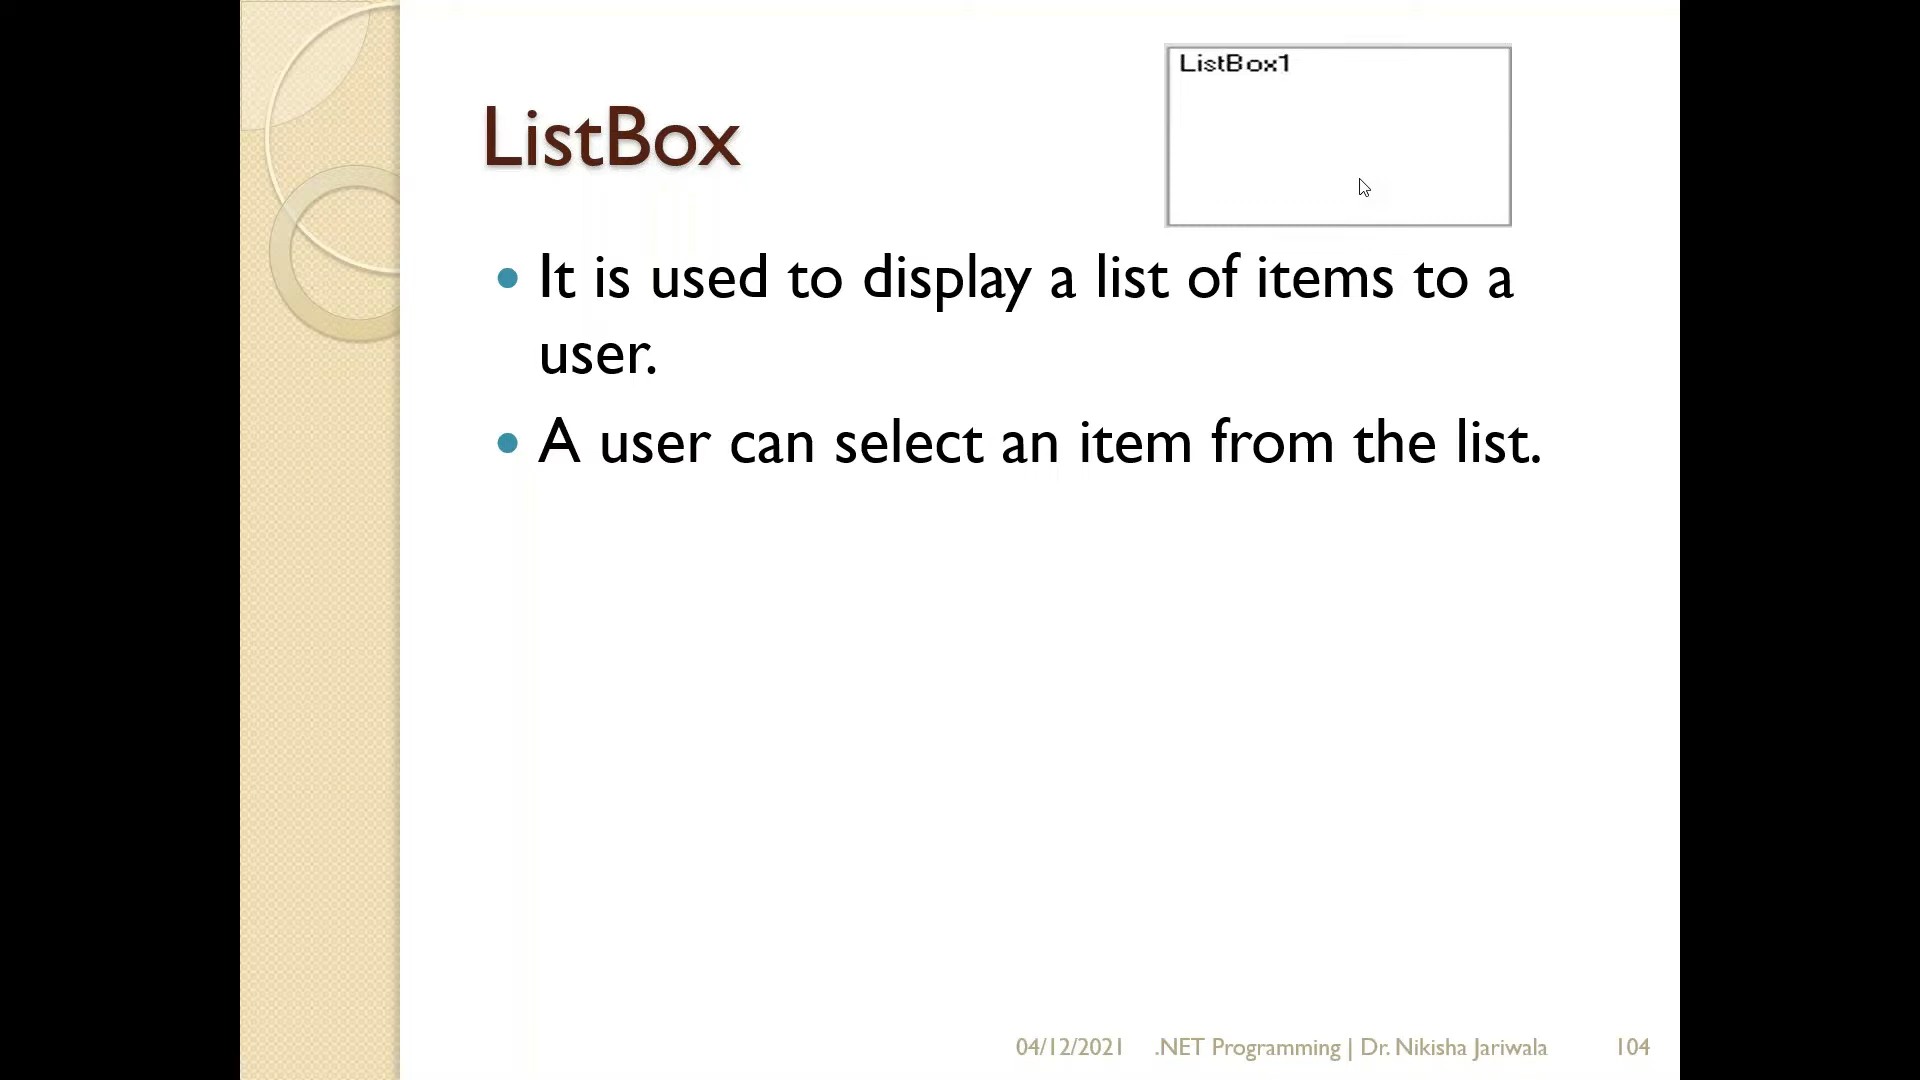 ListBox1
ListBox
It is used to display a list of items to a
user.
A user can select an item from the list.
04/12/2021 .NET Programming | Dr. Nikisha Jariwala 104